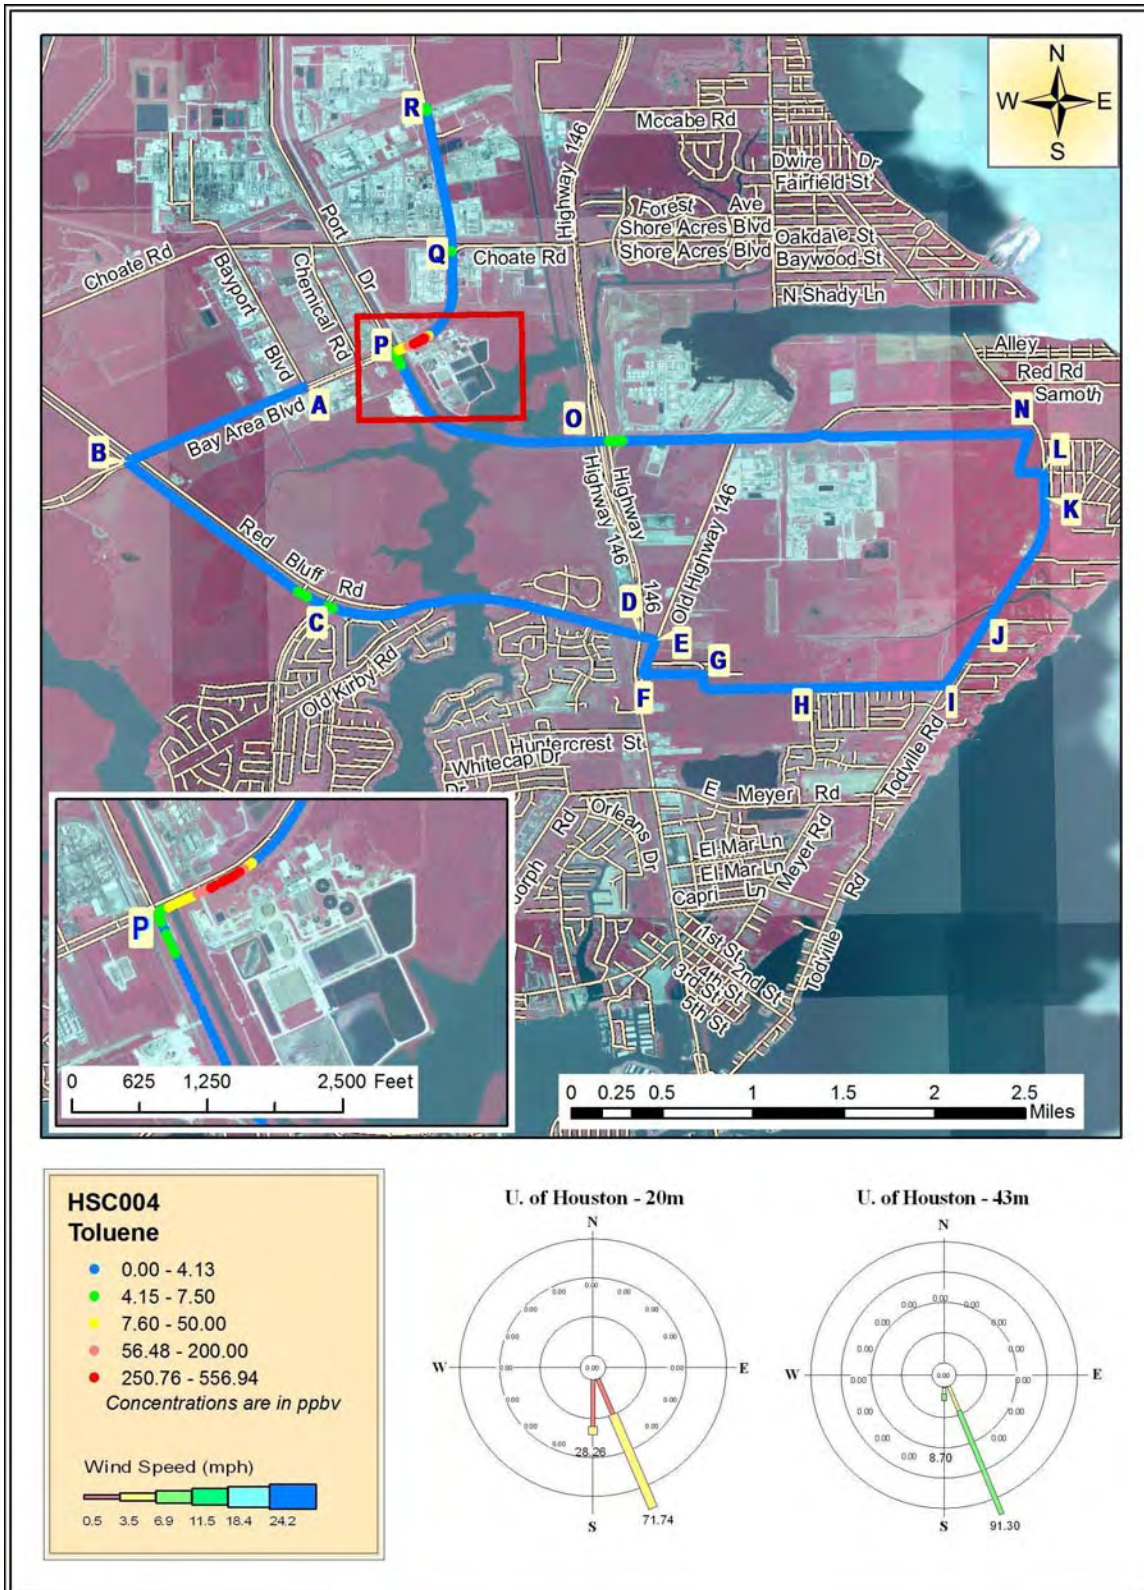 N
W E
S
R
Mccabe Rd
Highway 146
Dwire Dr
Fairfield St
Port Dr
Forest Ave
Shore Acres Blvd
Oakdale St
Shore Acres Blvd
Baywood St
Q
Choate Rd
Choate Rd
Bayport Blvd
Chemical Rd
N Shady Ln
P
Alley
Red Rd
Samoth
A
Bay Area Blvd
N
O
B
L
Highway 146
Highway 146
K
Old Highway 146
Red Bluff Rd
D
C
E
J
G
Old Kirby Rd
F
H
I
Huntercrest St
Whitecap Dr
Dr
Todville Rd
E Meyer Rd
Orleans Dr
Rd
El Mar Ln
El Mar Ln
Meyer Rd
Capri Ln
Rd
1st St
2nd St
3rd St
4th St
5th St
Todville
P
0 625 1,250 2,500 Feet
0 0.25 0.5 1 1.5 2 2.5
Miles
HSC004
Toluene
0.00 - 4.13
4.15 - 7.50
7.60 - 50.00
56.48 - 200.00
250.76 - 556.94
Concentrations are in ppbv
Wind Speed (mph)
0.5 3.5 6.9 11.5 18.4 24.2
U. of Houston - 20m
N
W E
S
0.00
28.26
71.74
U. of Houston - 43m
N
W E
S
0.00
8.70
91.30